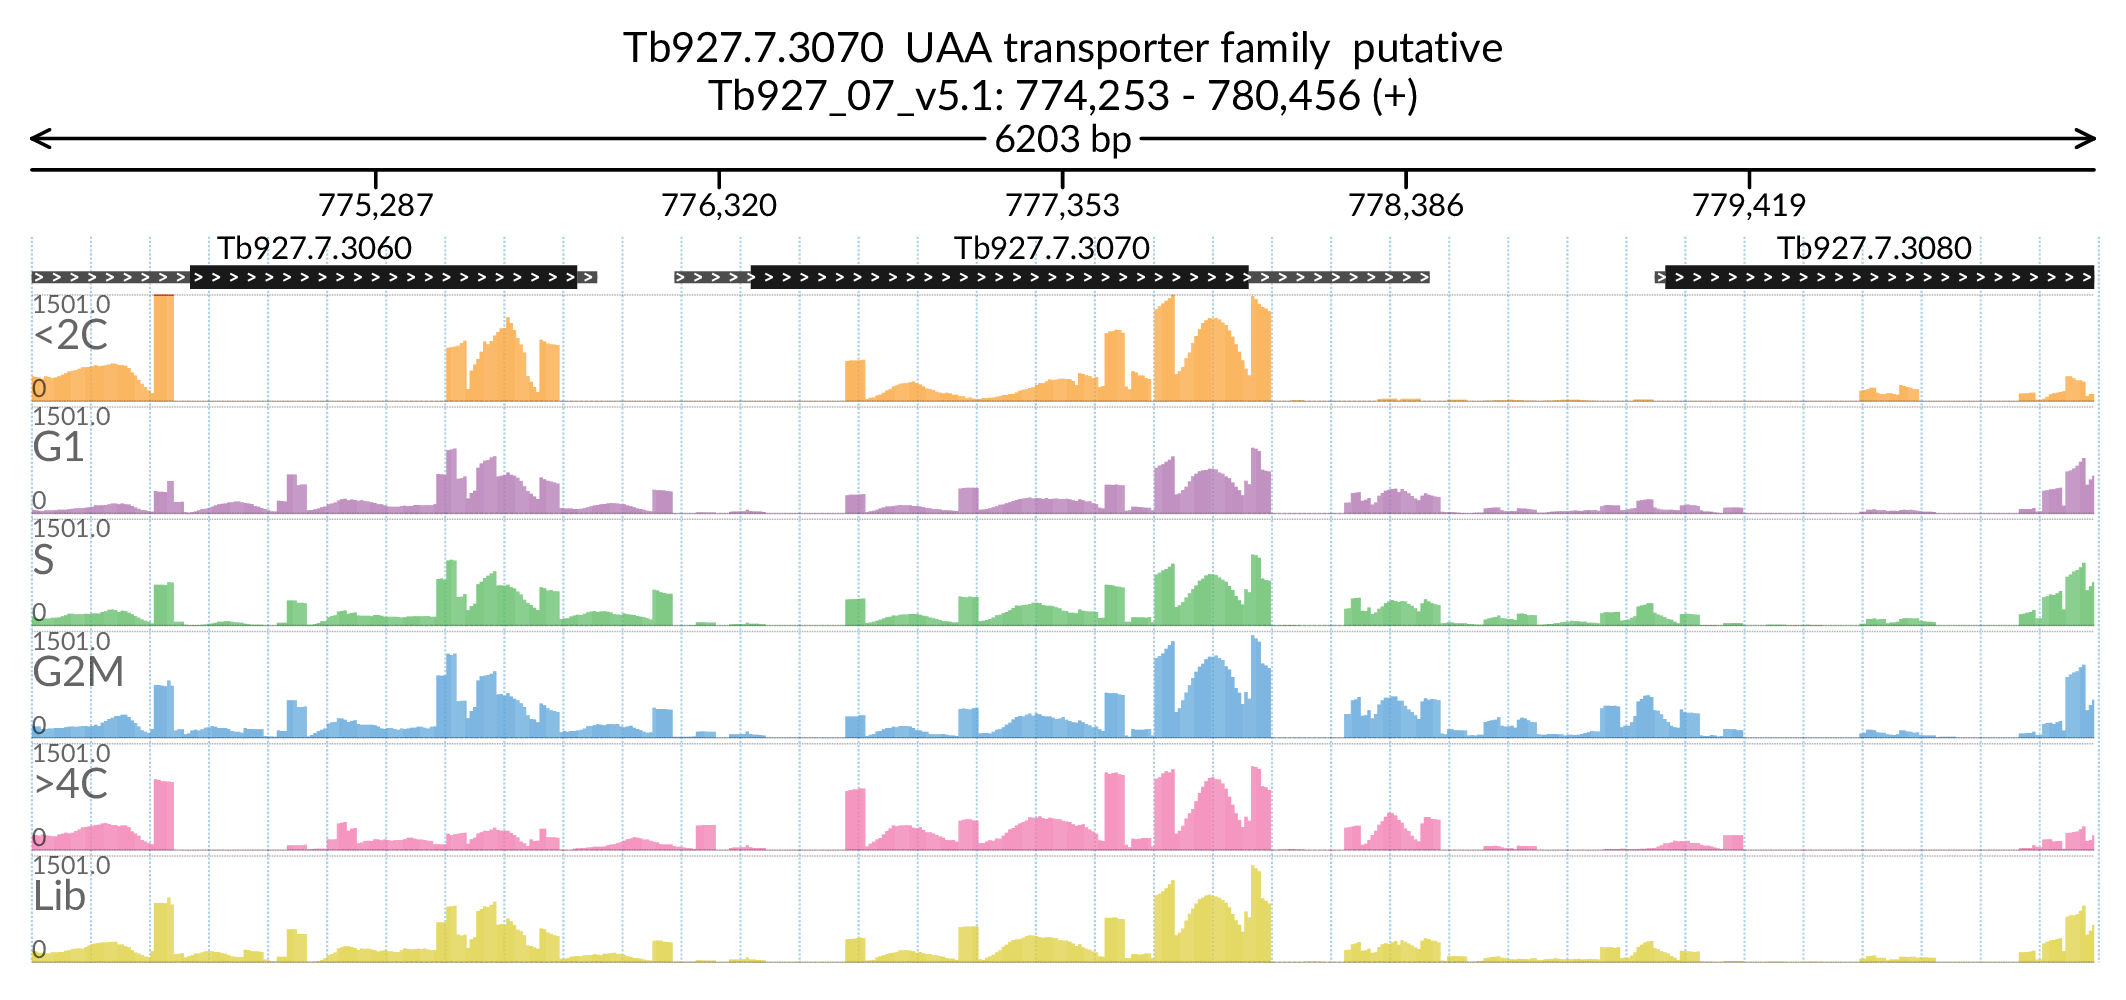 Tb927.7.3070  UAA transporter family  putative
Tb927_07_v5.1: 774,253 - 780,456 (+)
6203 bp
775,287 776,320 777,353 778,386 779,419
Tb927.7.3060 Tb927.7.3070 Tb927.7.3080
1501.0
<2C
0
1501.0
G1
0
1501.0
S
0
1501.0
G2M
0
1501.0
>4C
0
1501.0
Lib
0